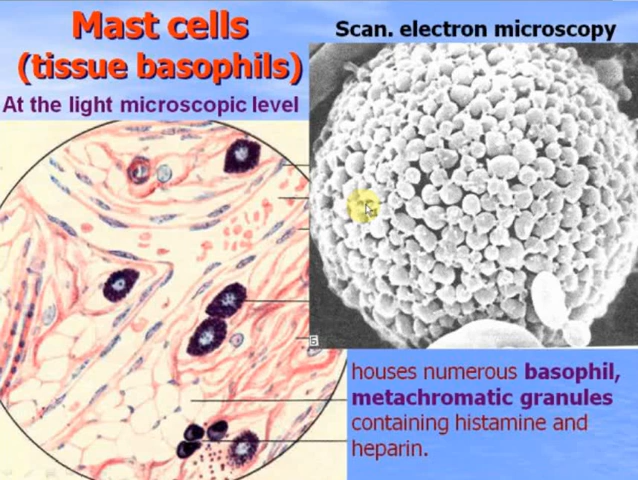 Mast cells
(tissue basophils)
At the light microscopic level
Scan. electron microscopy
Б
houses numerous basophil,
metachromatic granules
containing histamine and
heparin.